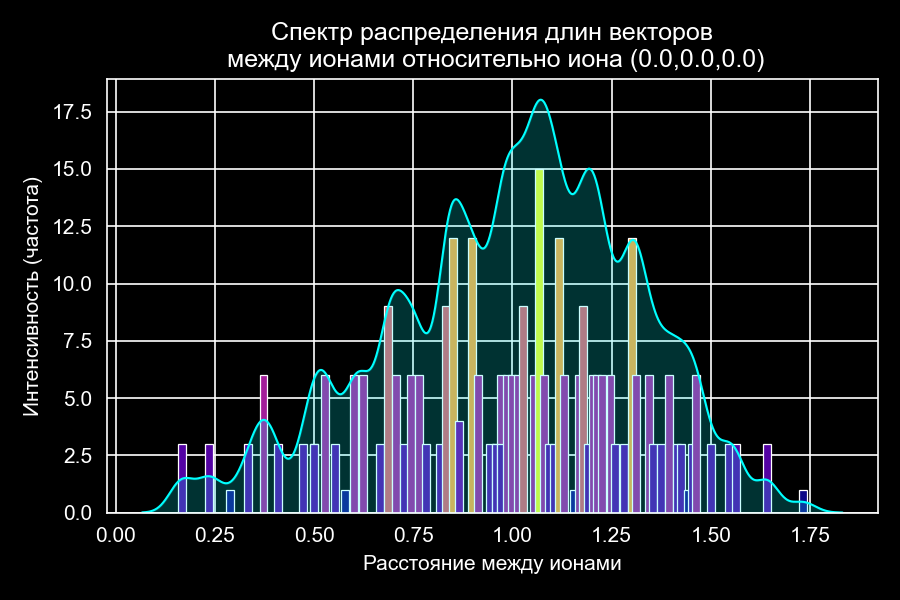 Спектр распределения длин векторов
между ионами относительно иона (0.0,0.0,0.0)
Интенсивность (частота)
17.5
15.0
12.5
10.0
7.5
5.0
2.5
0.0
0.00 0.25 0.50 0.75 1.00 1.25 1.50 1.75
Расстояние между ионами